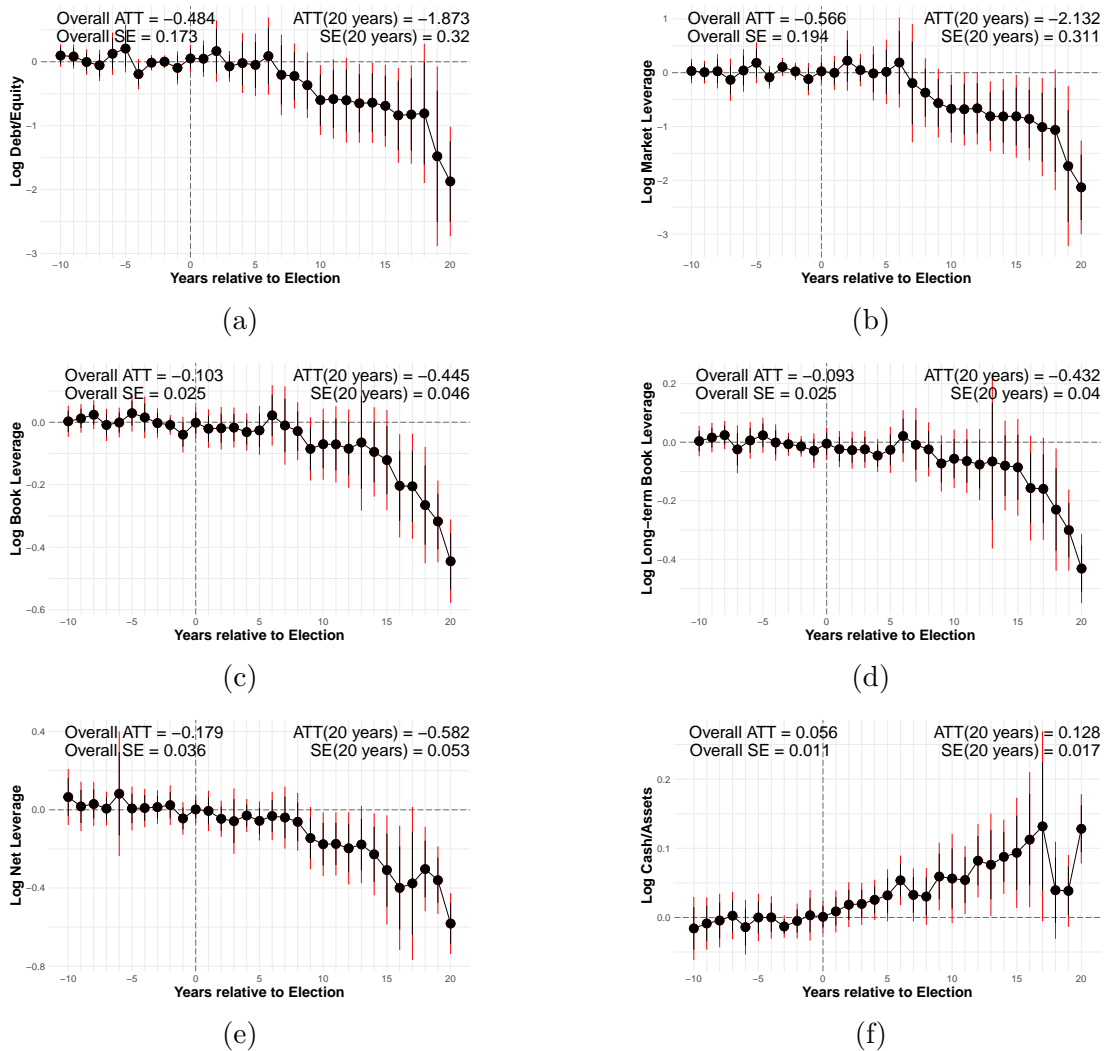 Overall ATT = −0.484
Overall SE = 0.173
ATT(20 years) = −1.873
SE(20 years) = 0.32
Log Debt/Equity
0
−1
−2
−3
−10 −5 0 5 10 15 20
Years relative to Election
(a)
Overall ATT = −0.566
Overall SE = 0.194
ATT(20 years) = −2.132
SE(20 years) = 0.311
Log Market Leverage
1
0
−1
−2
−3
−10 −5 0 5 10 15 20
Years relative to Election
(b)
Overall ATT = −0.103
Overall SE = 0.025
ATT(20 years) = −0.445
SE(20 years) = 0.046
Log Book Leverage
0.0
−0.2
−0.4
−0.6
−10 −5 0 5 10 15 20
Years relative to Election
(c)
Overall ATT = −0.093
Overall SE = 0.025
ATT(20 years) = −0.432
SE(20 years) = 0.04
Log Long−term Book Leverage
0.2
0.0
−0.2
−0.4
−10 −5 0 5 10 15 20
Years relative to Election
(d)
Overall ATT = −0.179
Overall SE = 0.036
ATT(20 years) = −0.582
SE(20 years) = 0.053
Log Net Leverage
0.4
0.0
−0.4
−0.8
−10 −5 0 5 10 15 20
Years relative to Election
(e)
Overall ATT = 0.056
Overall SE = 0.011
ATT(20 years) = 0.128
SE(20 years) = 0.017
Log Cash/Assets
0.2
0.1
0.0
−10 −5 0 5 10 15 20
Years relative to Election
(f)